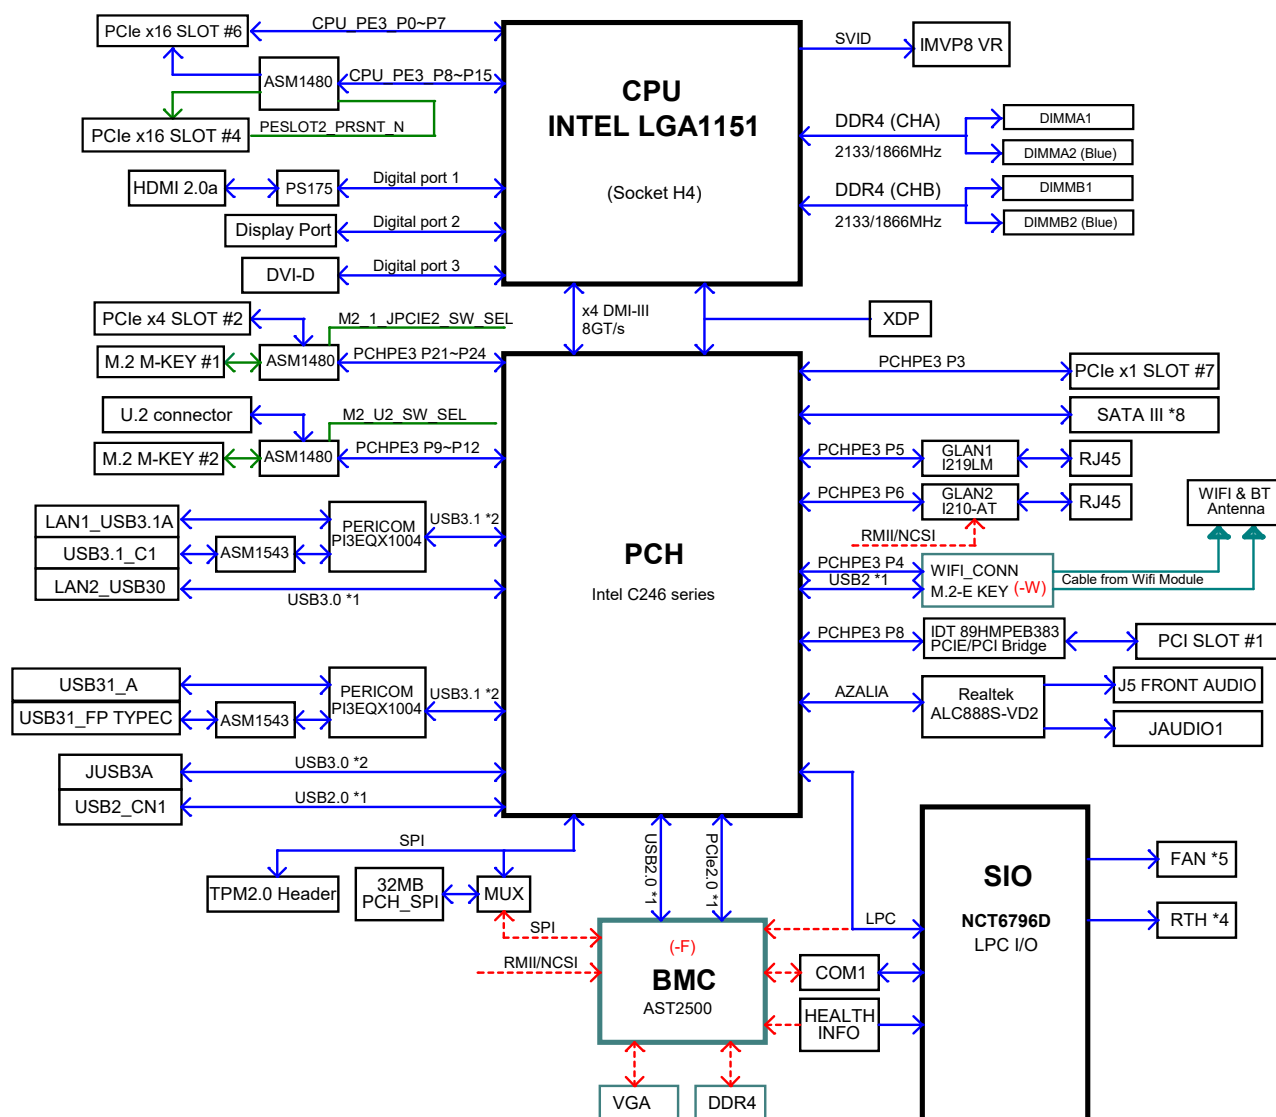 PCIe x16 SLOT #6
CPU_PE3_P0~P7
ASM1480
CPU_PE3_P8~P15
PCIe x16 SLOT #4
PESLOT2_PRSNT_N
HDMI 2.0a
PS175
Digital port 1
Display Port
Digital port 2
DVI-D
Digital port 3
CPU
INTEL LGA1151
(Socket H4)
SVID
IMVP8 VR
DDR4 (CHA)
2133/1866MHz
DIMMA1
DIMMA2 (Blue)
DDR4 (CHB)
2133/1866MHz
DIMMB1
DIMMB2 (Blue)
x4 DMI-III
8GT/s
XDP
PCIe x4 SLOT #2
M2_1_JPCIE2_SW_SEL
M.2 M-KEY #1
ASM1480
PCHPE3 P21~P24
U.2 connector
M2_U2_SW_SEL
M.2 M-KEY #2
ASM1480
PCHPE3 P9~P12
LAN1_USB3.1A
USB3.1_C1
LAN2_USB30
ASM1543
PERICOM
PI3EQX1004
USB3.1 *2
USB3.0 *1
USB31_A
USB31_FP TYPEC
ASM1543
PERICOM
PI3EQX1004
USB3.1 *2
JUSB3A
USB3.0 *2
USB2_CN1
USB2.0 *1
PCH
Intel C246 series
PCHPE3 P3
PCIe x1 SLOT #7
SATA III *8
PCHPE3 P5
GLAN1
I219LM
RJ45
PCHPE3 P6
GLAN2
I210-AT
RJ45
RMII/NCSI
WIFI & BT
Antenna
PCHPE3 P4
USB2 *1
WIFI_CONN
M.2-E KEY (-W)
Cable from Wifi Module
PCHPE3 P8
IDT 89HMPEB383
PCIE/PCI Bridge
PCI SLOT #1
AZALIA
Realtek
ALC888S-VD2
J5 FRONT AUDIO
JAUDIO1
SPI
TPM2.0 Header
32MB
PCH_SPI
MUX
SPI
RMII/NCSI
USB2.0 *1
PCIe2.0 *1
(-F)
BMC
AST2500
LPC
COM1
HEALTH
INFO
SIO
NCT6796D
LPC I/O
FAN *5
RTH *4
VGA
DDR4